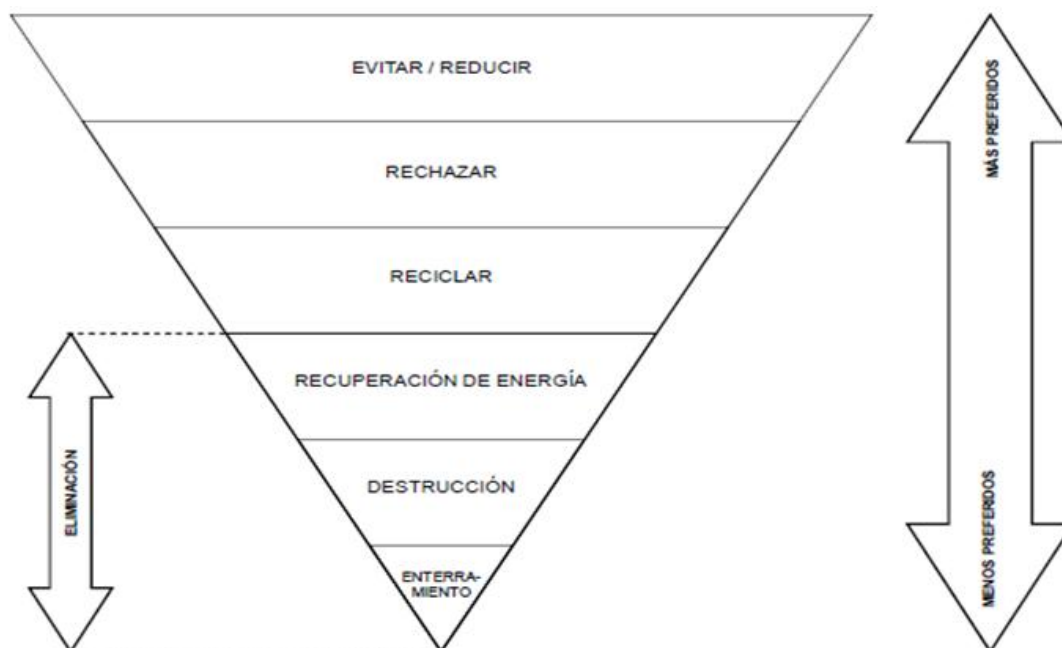 EVITAR / REDUCIR
RECHAZAR
RECICLAR
RECUPERACIÓN DE ENERGÍA
DESTRUCCIÓN
ENTERRA-
MIENTO
ELIMINACIÓN
MÁS PREFERIDOS
MENOS PREFERIDOS